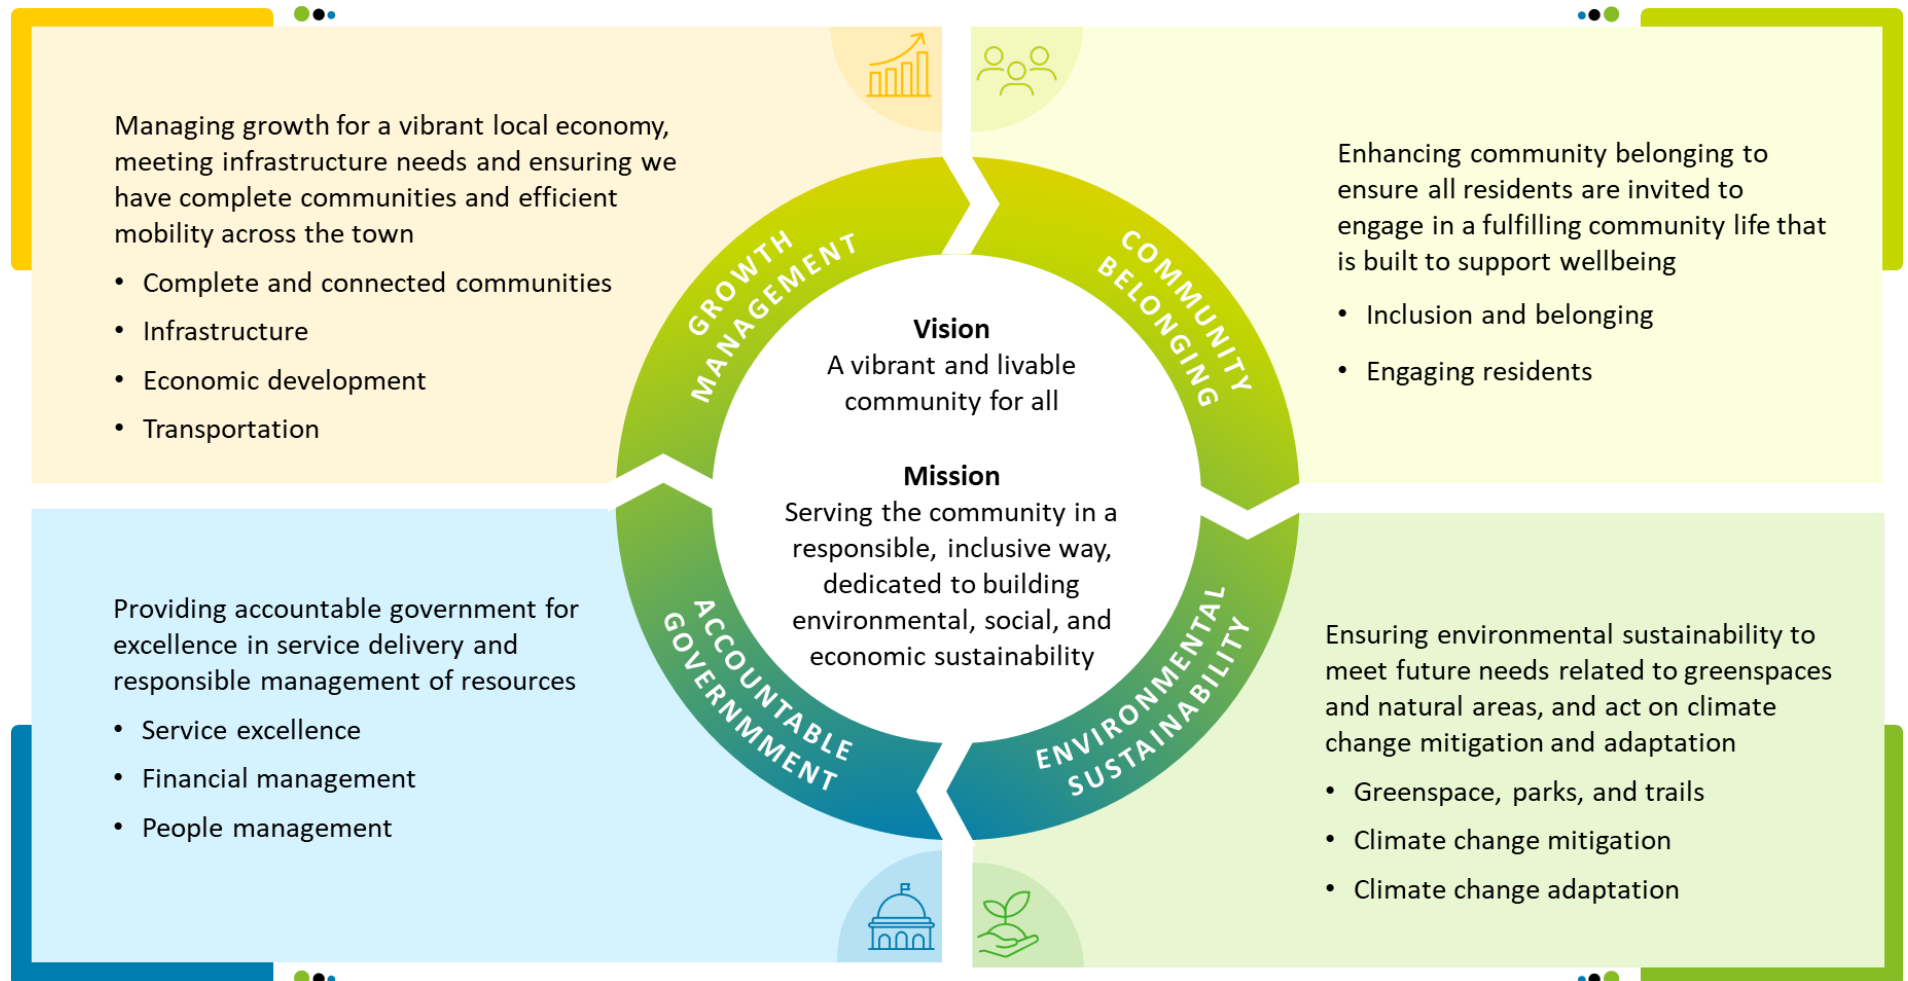 Managing growth for a vibrant local economy,
meeting infrastructure needs and ensuring we
have complete communities and efficient
mobility across the town
• Complete and connected communities
• Infrastructure
• Economic development
• Transportation
Enhancing community belonging to
ensure all residents are invited to
engage in a fulfilling community life that
is built to support wellbeing
• Inclusion and belonging
• Engaging residents
GROWTH
MANAGEMENT
COMMUNITY
BELONGING
Vision
A vibrant and livable
community for all
Mission
Serving the community in a
responsible, inclusive way,
dedicated to building
environmental, social, and
economic sustainability
ACCOUNTABLE
GOVERNMMENT
ENVIRONMENTAL
SUSTAINABILITY
Providing accountable government for
excellence in service delivery and
responsible management of resources
• Service excellence
• Financial management
• People management
Ensuring environmental sustainability to
meet future needs related to greenspaces
and natural areas, and act on climate
change mitigation and adaptation
• Greenspace, parks, and trails
• Climate change mitigation
• Climate change adaptation